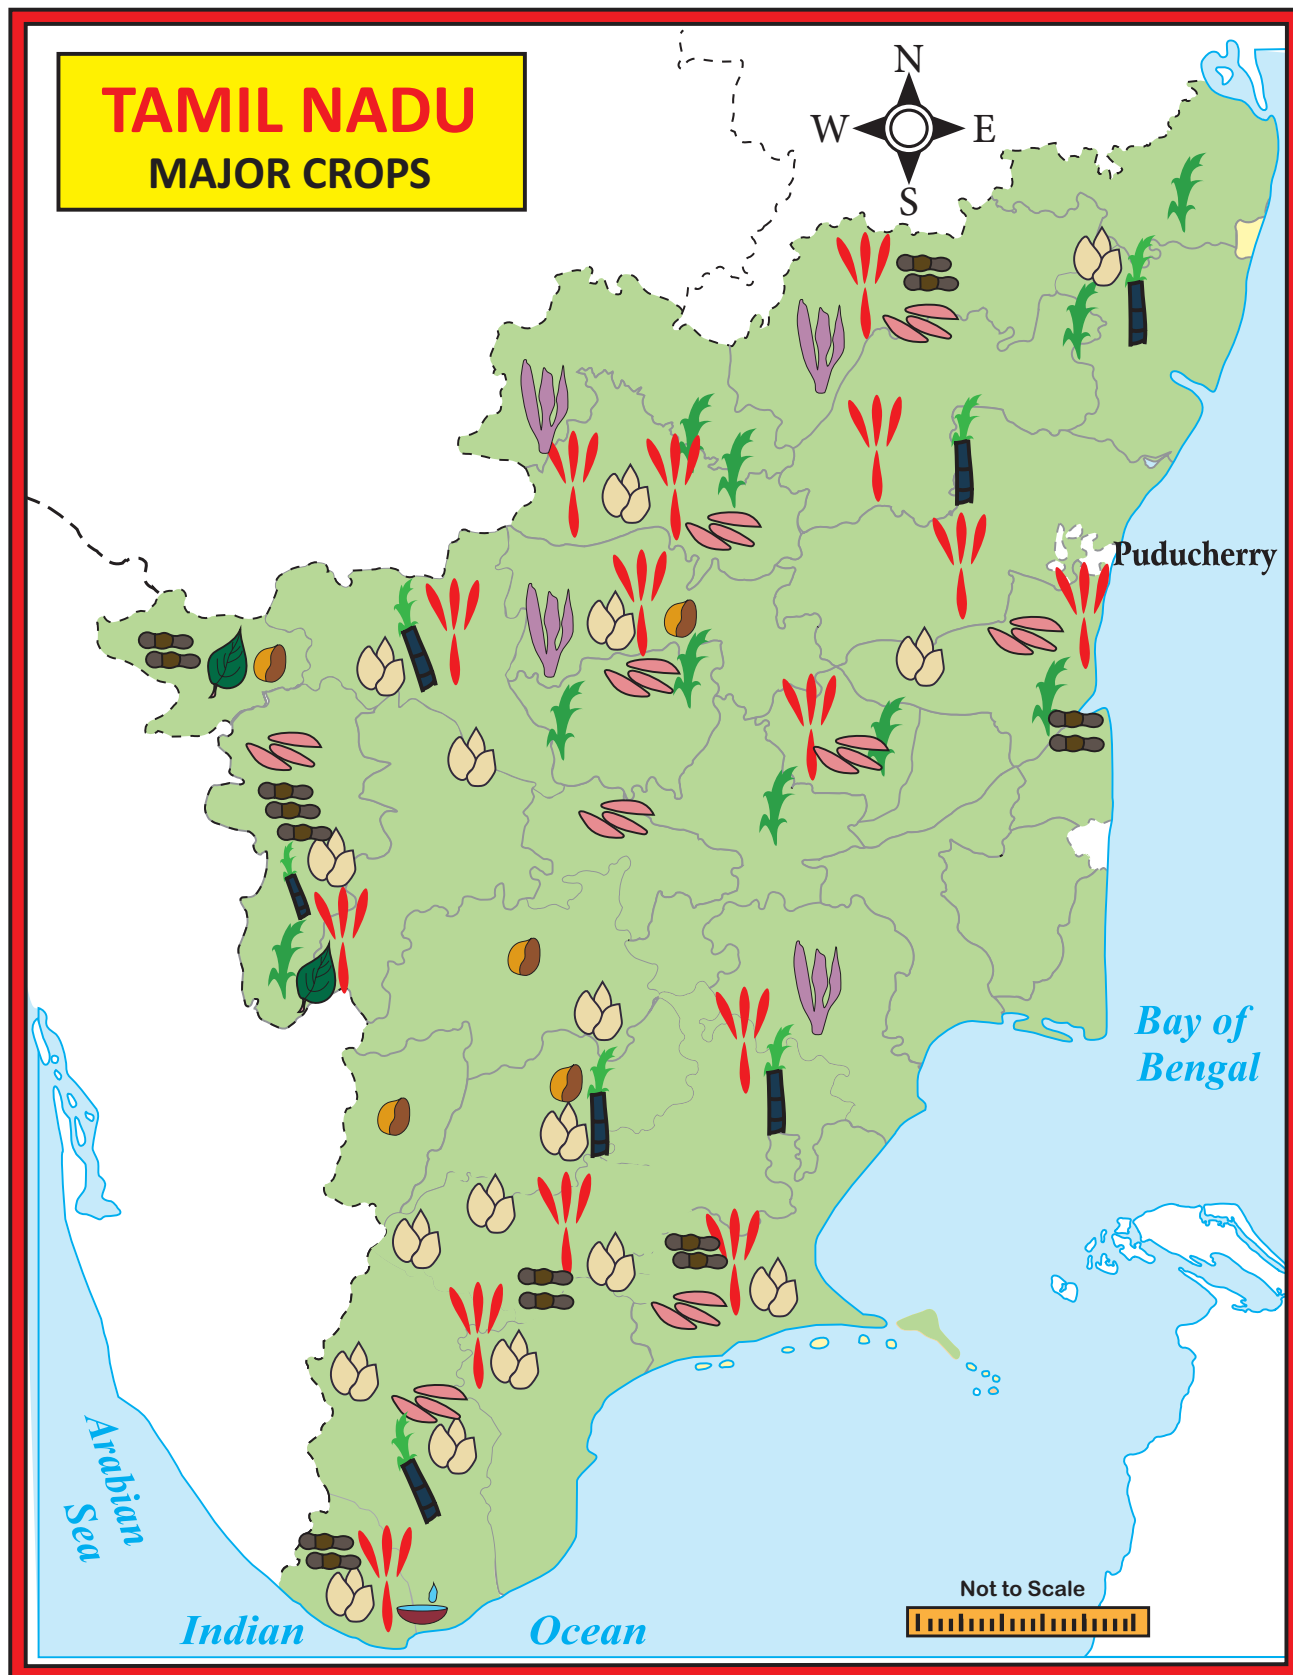 TAMIL NADU
MAJOR CROPS
N
W
E
S
Puducherry
Bay of
Bengal
Arabian
Sea
Not to Scale
Indian
Ocean